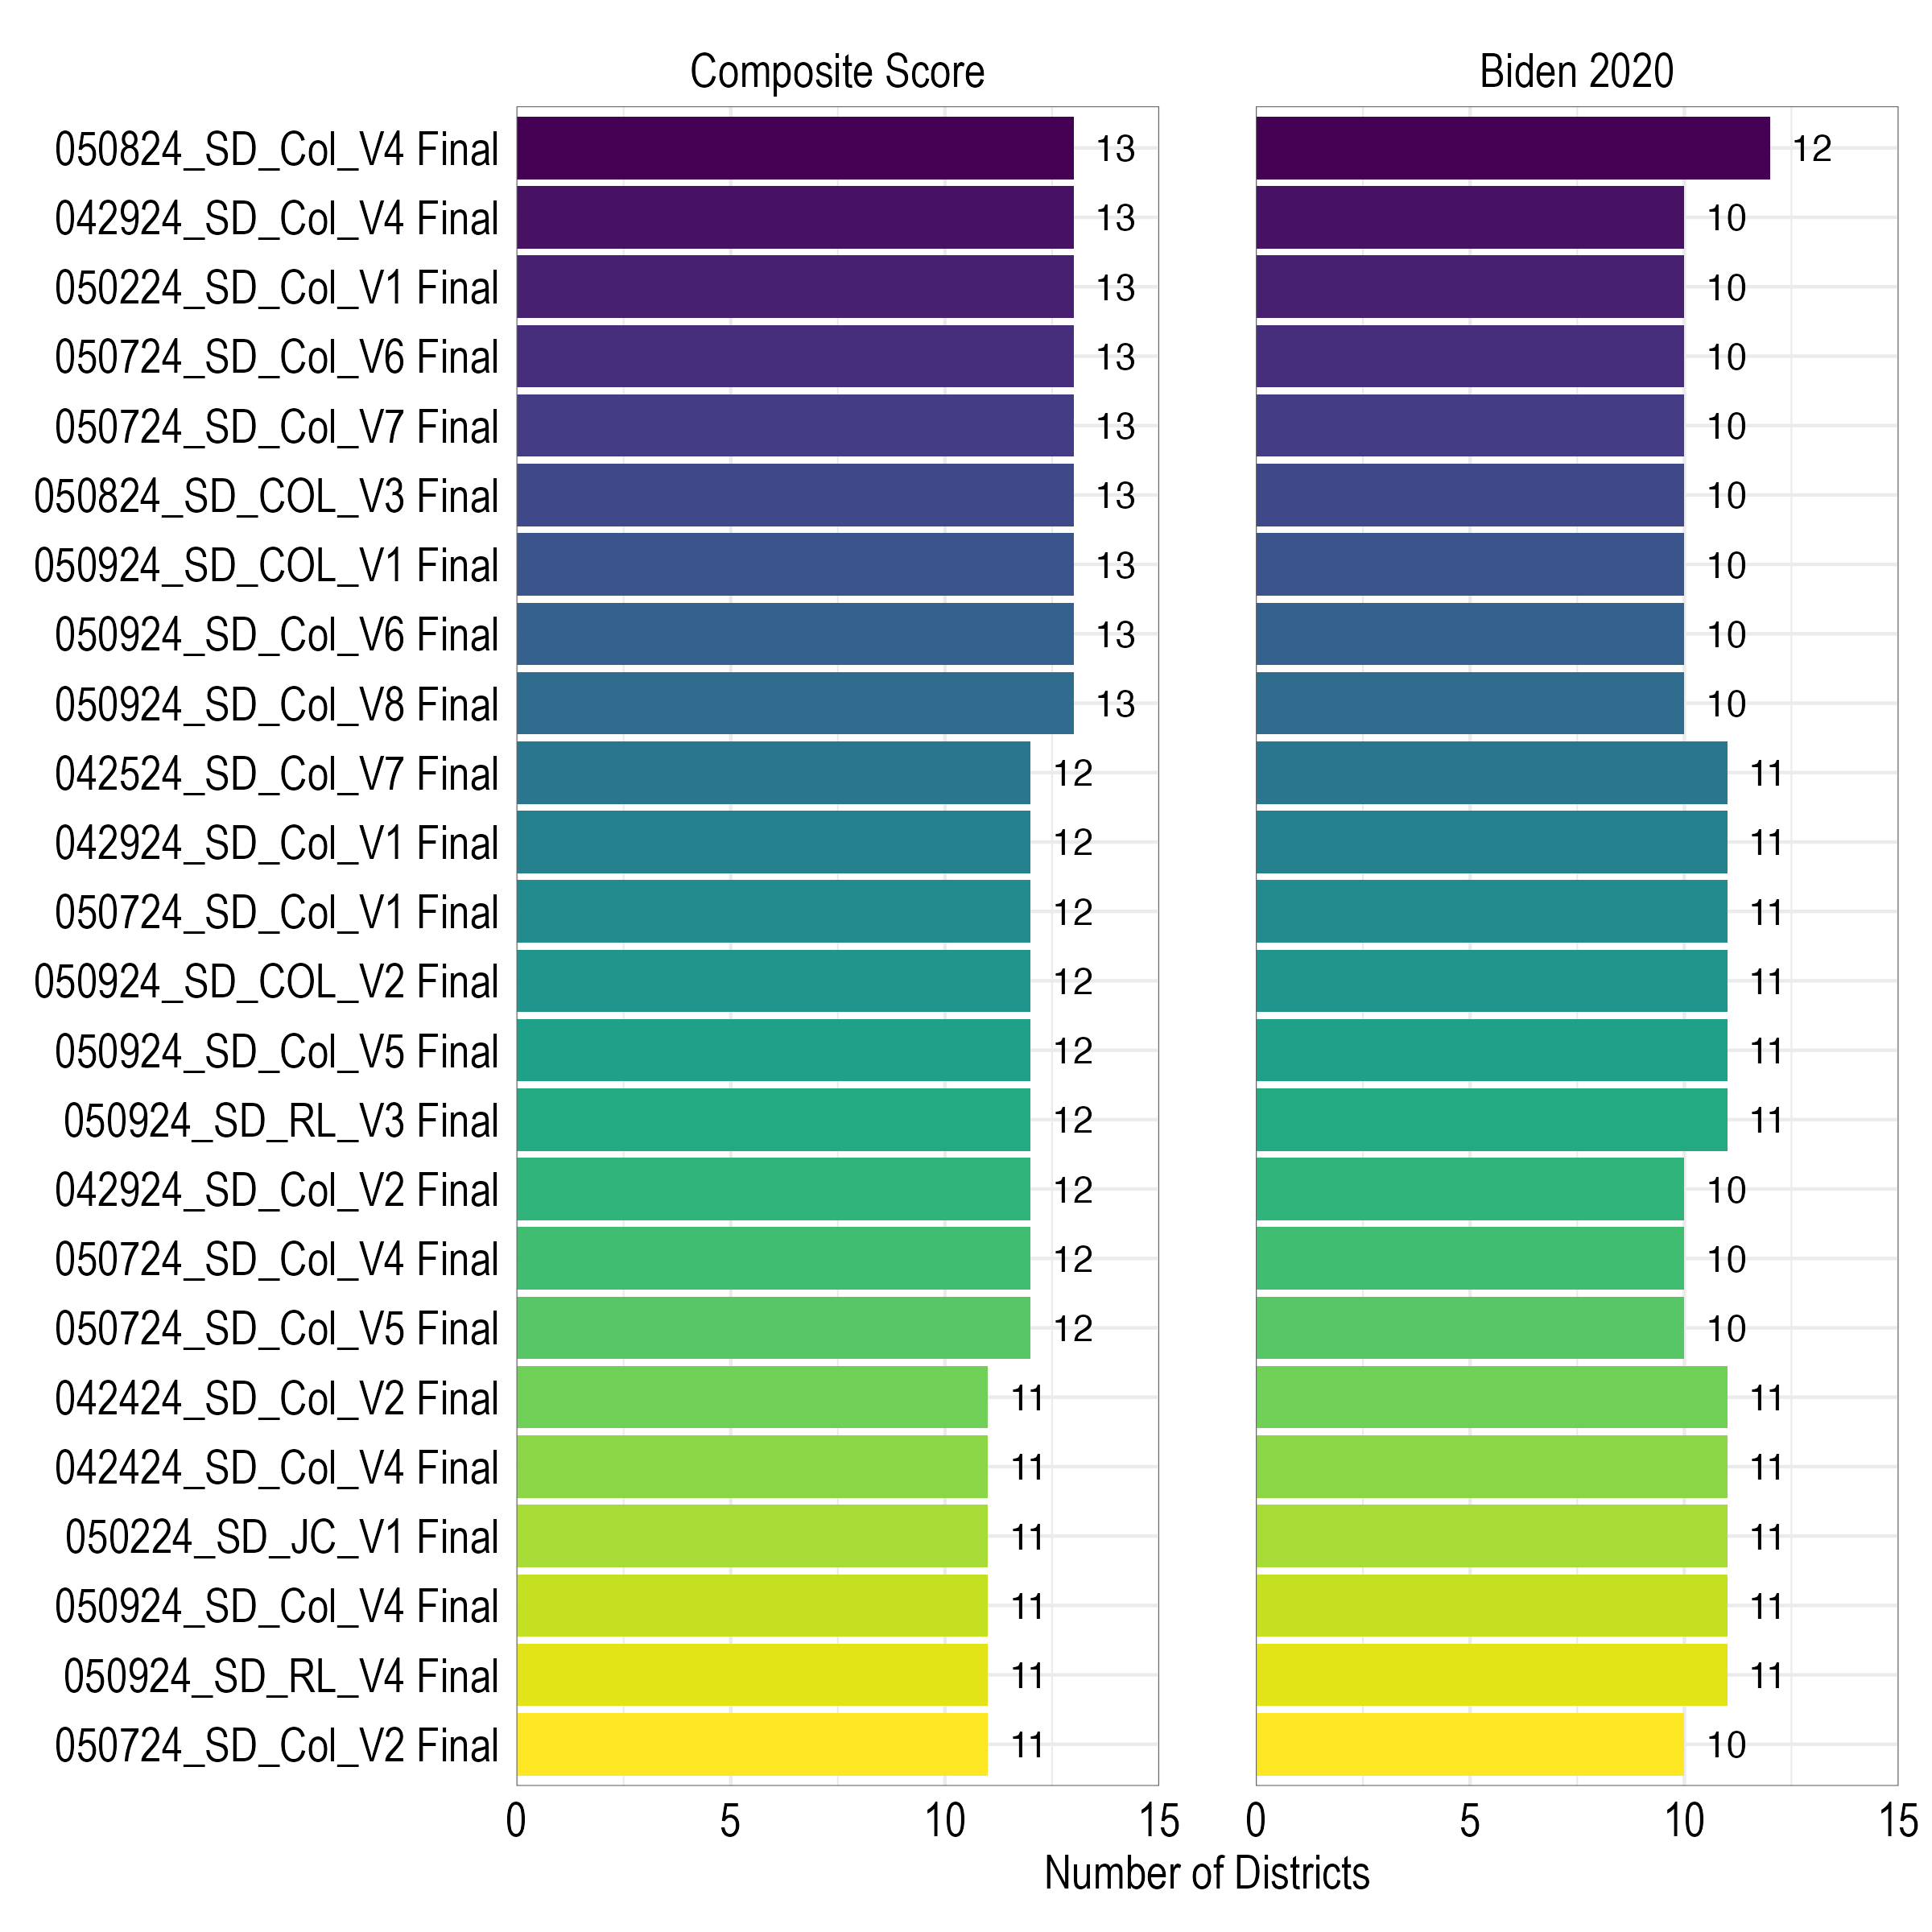 Composite Score Biden 2020
050824_SD_Col_V4 Final 13 12
042924_SD_Col_V4 Final 13 10
050224_SD_Col_V1 Final 13 10
050724_SD_Col_V6 Final 13 10
050724_SD_Col_V7 Final 13 10
050824_SD_COL_V3 Final 13 10
050924_SD_COL_V1 Final 13 10
050924_SD_Col_V6 Final 13 10
050924_SD_Col_V8 Final 13 10
042524_SD_Col_V7 Final 12 11
042924_SD_Col_V1 Final 12 11
050724_SD_Col_V1 Final 12 11
050924_SD_COL_V2 Final 12 11
050924_SD_Col_V5 Final 12 11
050924_SD_RL_V3 Final 12 11
042924_SD_Col_V2 Final 12 10
050724_SD_Col_V4 Final 12 10
050724_SD_Col_V5 Final 12 10
042424_SD_Col_V2 Final 11 11
042424_SD_Col_V4 Final 11 11
050224_SD_JC_V1 Final 11 11
050924_SD_Col_V4 Final 11 11
050924_SD_RL_V4 Final 11 11
050724_SD_Col_V2 Final 11 10
0 5 10 15 0 5 10 15
Number of Districts